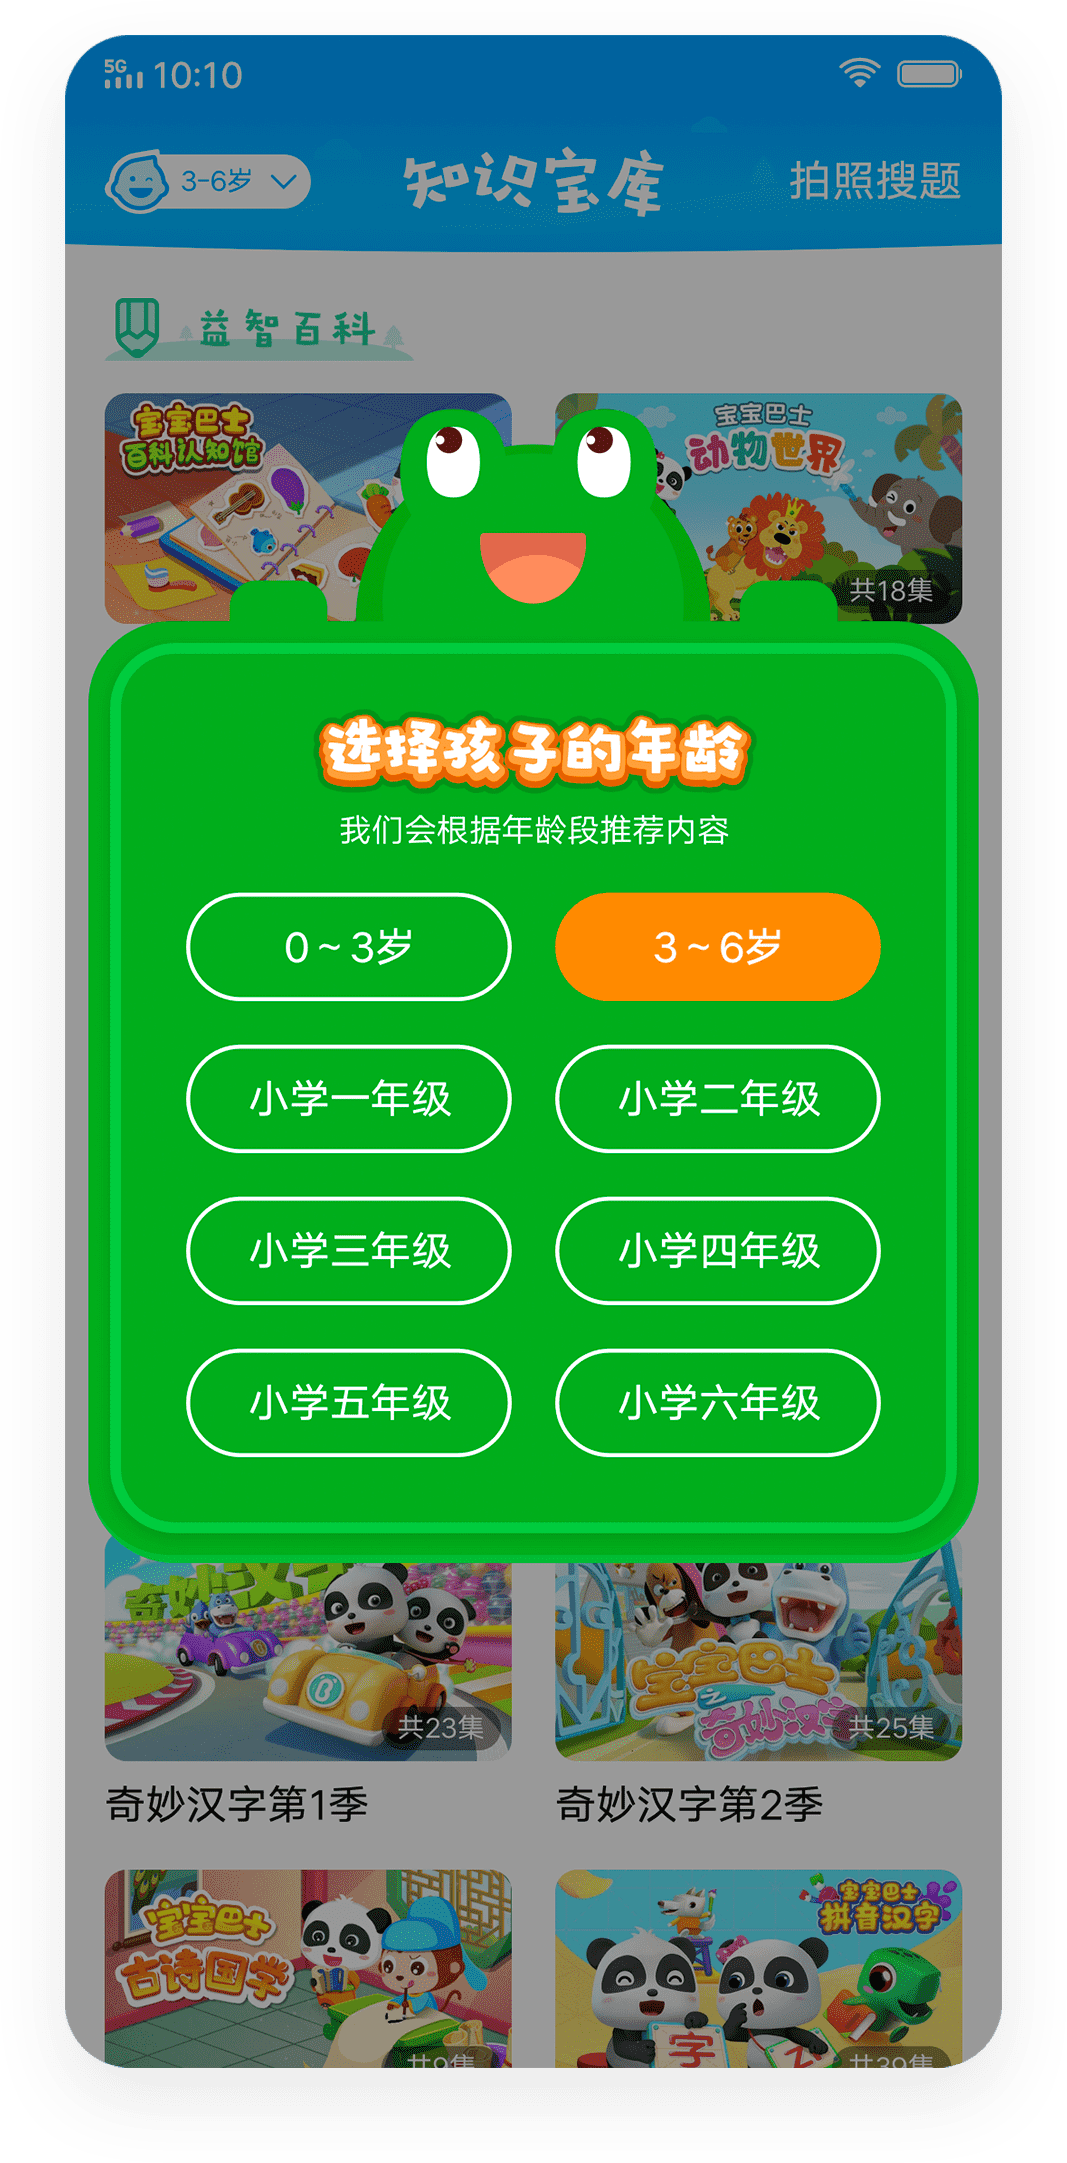 5G 10:10
3-6岁
知识宝库
拍照搜题
益智百科
宝宝巴士
百科认知馆
宝宝巴士
动物世界
共18集
选择孩子的年龄
我们会根据年龄段推荐内容
0~3岁
3~6岁
小学一年级
小学二年级
小学三年级
小学四年级
小学五年级
小学六年级
奇妙汉字
共23集
宝宝巴士
之
奇妙汉字
共25集
奇妙汉字第1季
奇妙汉字第2季
宝宝巴士
古诗国学
共9集
宝宝巴士
拼音汉字
字
共39集